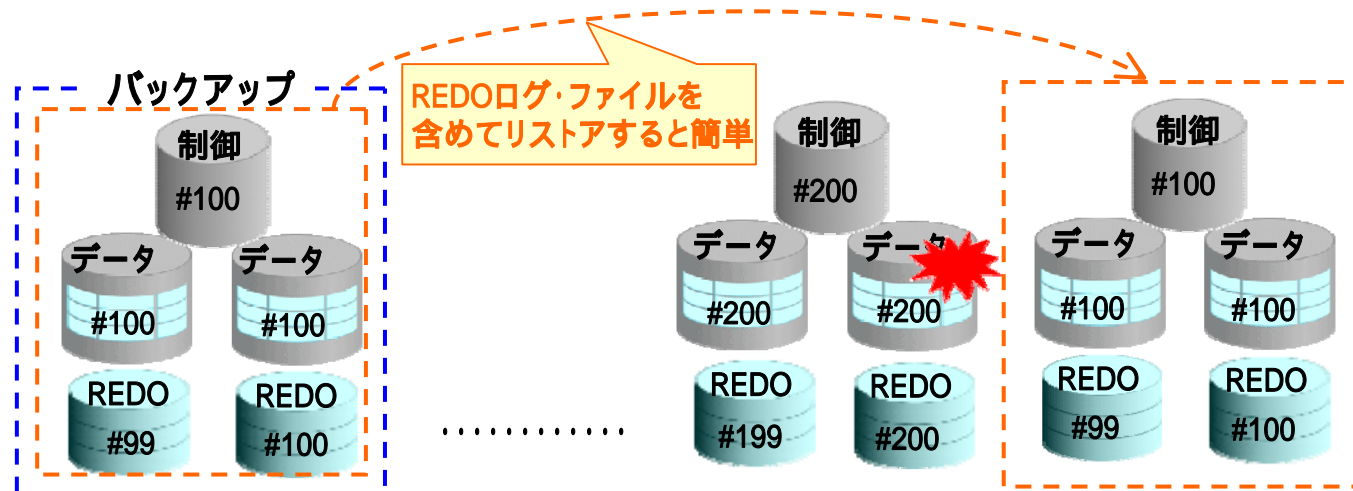 バックアップ
REDOログ・ファイルを
含めてリストアすると簡単
制御
#100
データ
#100
データ
#100
REDO
#99
REDO
#100
............
制御
#200
データ
#200
データ
#200
REDO
#199
REDO
#200
制御
#100
データ
#100
データ
#100
REDO
#99
REDO
#100